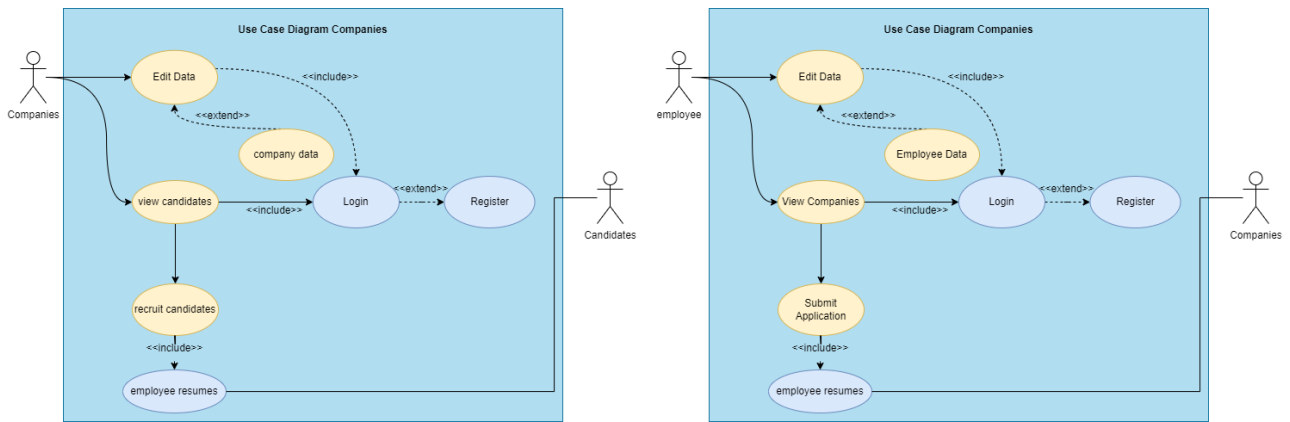 Use Case Diagram Companies
Companies
Edit Data
<<include>>
<<extend>>
company data
view candidates
<<include>>
Login
<<extend>>
Register
Candidates
recruit candidates
<<include>>
employee resumes
Use Case Diagram Companies
employee
Edit Data
<<include>>
<<extend>>
Employee Data
View Companies
<<include>>
Login
<<extend>>
Register
Companies
Submit
Application
<<include>>
employee resumes